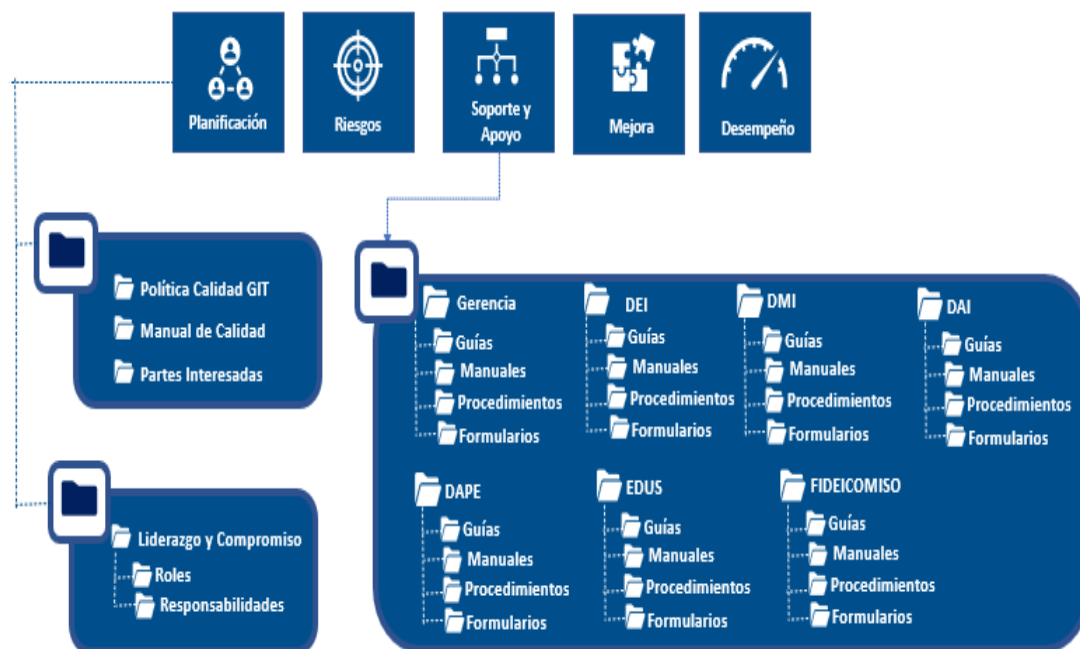 Planificación
Riesgos
Soporte y
Apoyo
Mejora
Desempeño
Política Calidad GIT
Manual de Calidad
Partes Interesadas
Liderazgo y Compromiso
Roles
Responsabilidades
Gerencia
Guías
Manuales
Procedimientos
Formularios
DEI
Guías
Manuales
Procedimientos
Formularios
DMI
Guías
Manuales
Procedimientos
Formularios
DAI
Guías
Manuales
Procedimientos
Formularios
DAPE
Guías
Manuales
Procedimientos
Formularios
EDUS
Guías
Manuales
Procedimientos
Formularios
FIDEICOMISO
Guías
Manuales
Procedimientos
Formularios